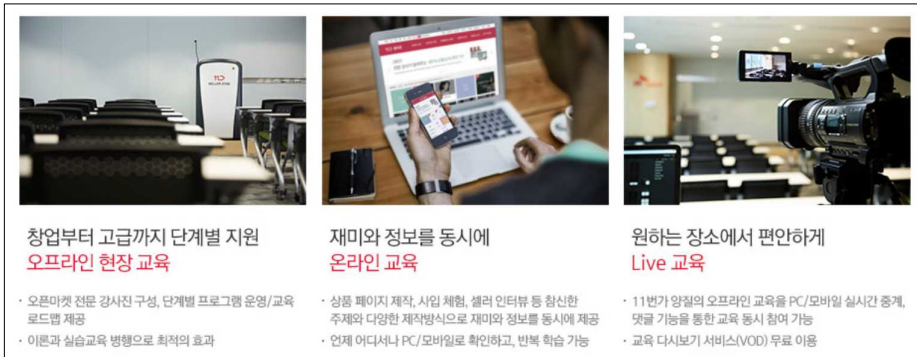 창업부터 고급까지 단계별 지원
오프라인 현장 교육
· 오픈마켓 전문 강사진 구성, 단계별 프로그램 운영/교육
로드맵 제공
· 이론과 실습교육 병행으로 최적의 효과
재미와 정보를 동시에
온라인 교육
· 상품 페이지 제작, 사입 체험, 셀러 인터뷰 등 참신한
주제와 다양한 제작방식으로 재미와 정보를 동시에 제공
· 언제 어디서나 PC/모바일로 확인하고, 반복 학습 가능
원하는 장소에서 편안하게
Live 교육
· 11번가 양질의 오프라인 교육을 PC/모바일 실시간 중계,
댓글 기능을 통한 교육 동시 참여 가능
· 교육 다시보기 서비스(VOD) 무료 이용